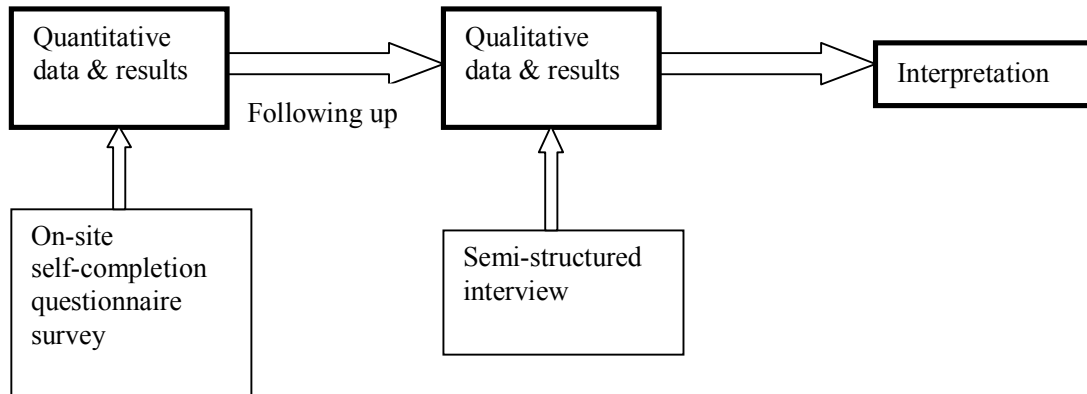 Quantitative
data & results
Following up
Qualitative
data & results
Interpretation
On-site
self-completion
questionnaire
survey
Semi-structured
interview